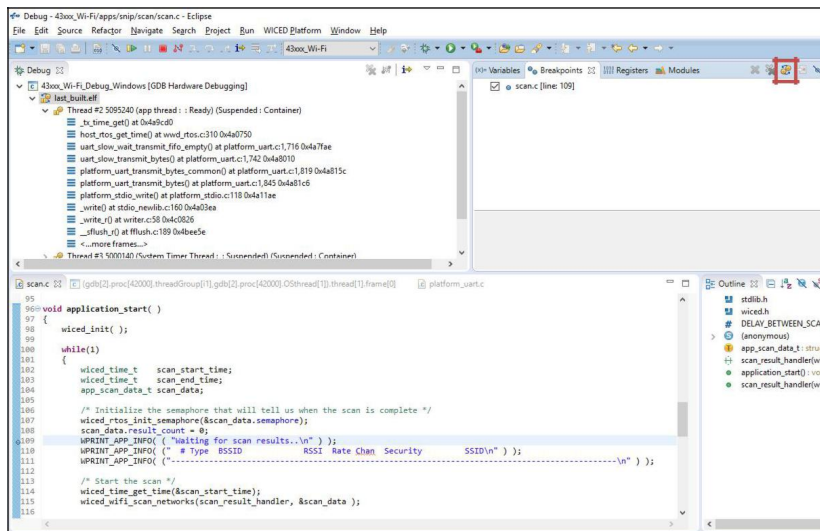 Debug - 43xxx_Wi-Fi/apps/snip/scan/scan.c - Eclipse
File Edit Source Refactor Navigate Search Project Run WICED Platform Window Help
43xxx_Wi-Fi
Debug
43xxx_Wi-Fi_Debug_Windows [GDB Hardware Debugging]
last_built.elf
Thread #2 5095240 (app thread : : Ready) (Suspended : Container)
_tx_time_get() at 0x4a9cd0
host_rtos_get_time() at wwd_rtos.c:310 0x4a0750
uart_slow_wait_transmit_fifo_empty() at platform_uart.c:1,716 0x4a7fae
uart_slow_transmit_bytes() at platform_uart.c:1,742 0x4a8010
platform_uart_transmit_bytes_common() at platform_uart.c:1,819 0x4a815c
platform_uart_transmit_bytes() at platform_uart.c:1,845 0x4a81c6
platform_stdio_write() at platform_stdio.c:118 0x4a11ae
_write() at stdio_newlib.c:160 0x4a03ea
_write_r() at writer.c:58 0x4c0826
__sflush_r() at fflush.c:189 0x4bee5e
<...more frames...>
Thread #3 5000140 (System Timer Thread : : Suspended) (Suspended : Container)
(x)= Variables Breakpoints Registers Modules
scan.c [line: 109]
scan.c (gdb[2].proc[42000].threadGroup[i1],gdb[2].proc[42000].OSthread[1]).thread[1].frame[0] platform_uart.c
95
96 void application_start( )
97 {
98 wiced_init( );
99
100 while(1)
101 {
102 wiced_time_t scan_start_time;
103 wiced_time_t scan_end_time;
104 app_scan_data_t scan_data;
105
106 /* Initialize the semaphore that will tell us when the scan is complete */
107 wiced_rtos_init_semaphore(&scan_data.semaphore);
108 scan_data.result_count = 0;
109 WPRINT_APP_INFO( ( "Waiting for scan results..\n" ) );
110 WPRINT_APP_INFO( (" # Type BSSID RSSI Rate Chan Security SSID\n" ) );
111 WPRINT_APP_INFO( ("----------------------------------------------------------------------------------------------\n" ) );
112
113 /* Start the scan */
114 wiced_time_get_time(&scan_start_time);
115 wiced_wifi_scan_networks(scan_result_handler, &scan_data );
116
Outline
stdlib.h
wiced.h
DELAY_BETWEEN_SCA
(anonymous)
app_scan_data_t : stru
scan_result_handler(w
application_start() : vo
scan_result_handler(w